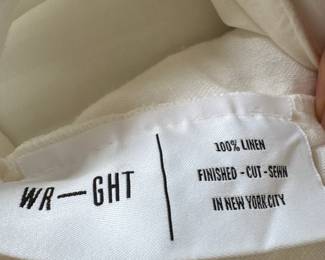 WR—GHT
100% LINEN
FINISHED - CUT - SEWN
IN NEW YORK CITY